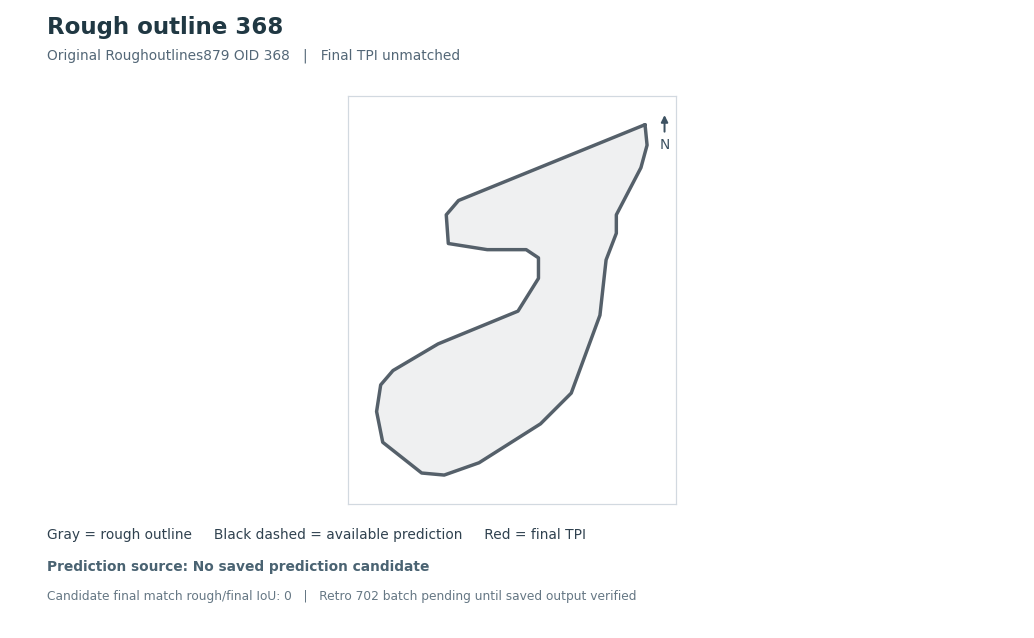 Rough outline 368
Original Roughoutlines879 OID 368   |   Final TPI unmatched
N
Gray = rough outline     Black dashed = available prediction     Red = final TPI
Prediction source: No saved prediction candidate
Candidate final match rough/final IoU: 0   |   Retro 702 batch pending until saved output verified